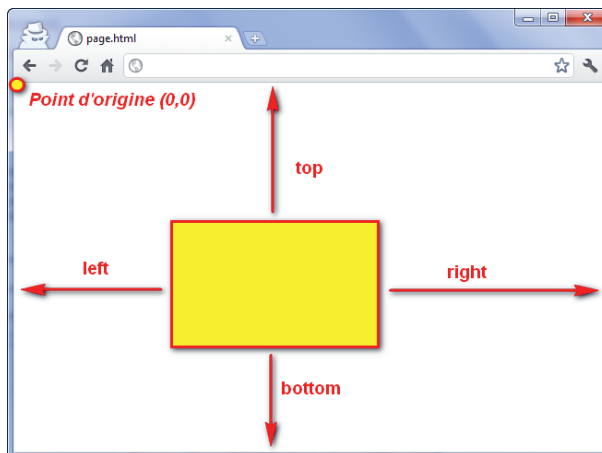 page.html
Point d'origine (0,0)
top
left
right
bottom